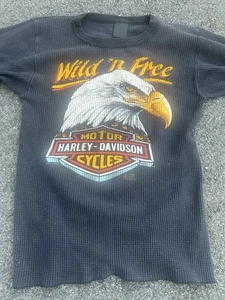 Wild 'N Free
MOTOR
HARLEY-DAVIDSON
CYCLES